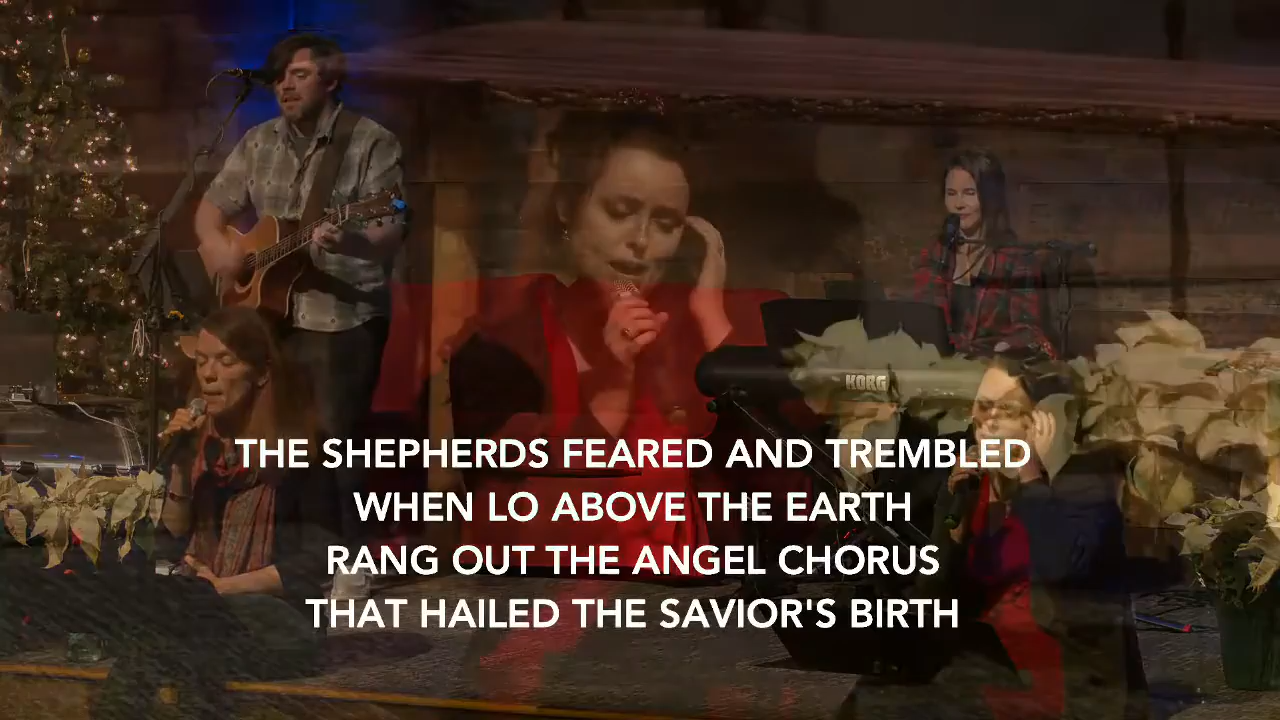 KORG
THE SHEPHERDS FEARED AND TREMBLED
WHEN LO ABOVE THE EARTH
RANG OUT THE ANGEL CHORUS
THAT HAILED THE SAVIOR'S BIRTH